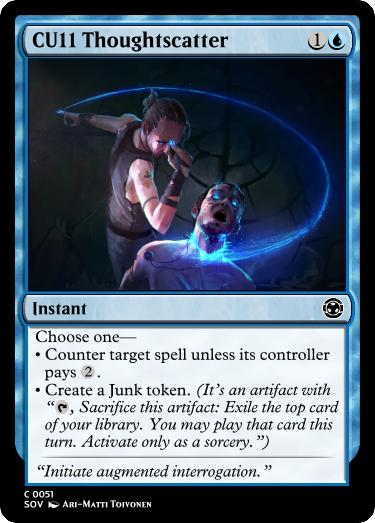 CU11 Thoughtscatter 1
Instant
Choose one—
• Counter target spell unless its controller
pays 2.
• Create a Junk token. (It's an artifact with
“, Sacrifice this artifact: Exile the top card
of your library. You may play that card this
turn. Activate only as a sorcery.”)
“Initiate augmented interrogation.”
C 0051
SOV Ari-Matti Toivonen